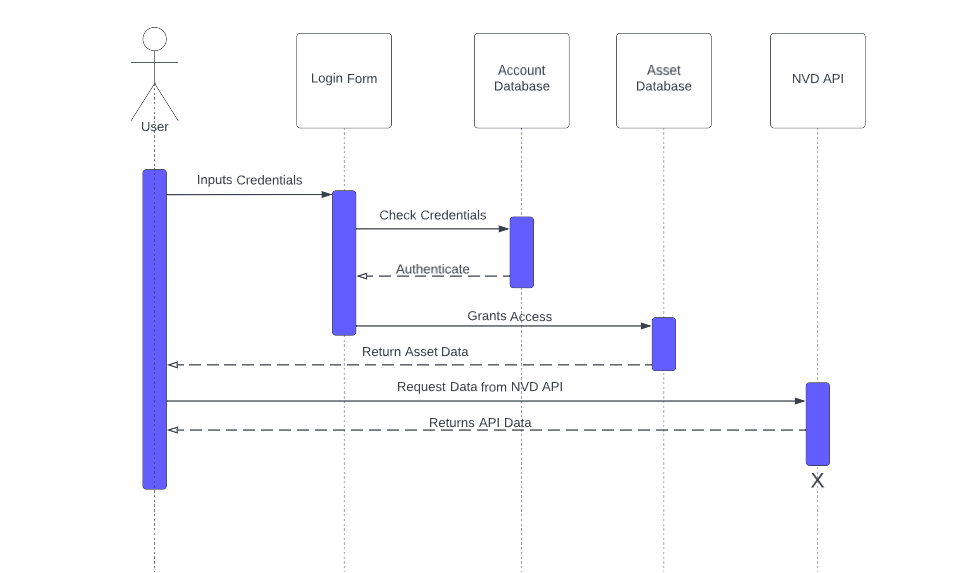 Login Form
Account
Database
Asset
Database
NVD API
User
Inputs Credentials
Check Credentials
Authenticate
Grants Access
Return Asset Data
Request Data from NVD API
Returns API Data
X